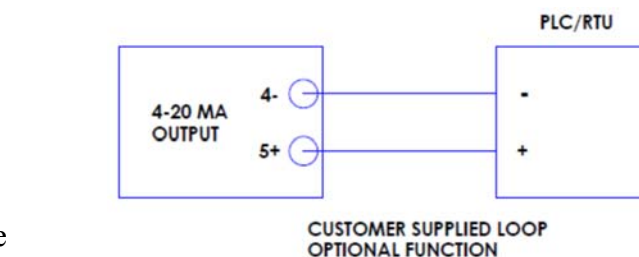 PLC/RTU
4-20 MA
OUTPUT
4-
5+
-
+
CUSTOMER SUPPLIED LOOP
OPTIONAL FUNCTION
e